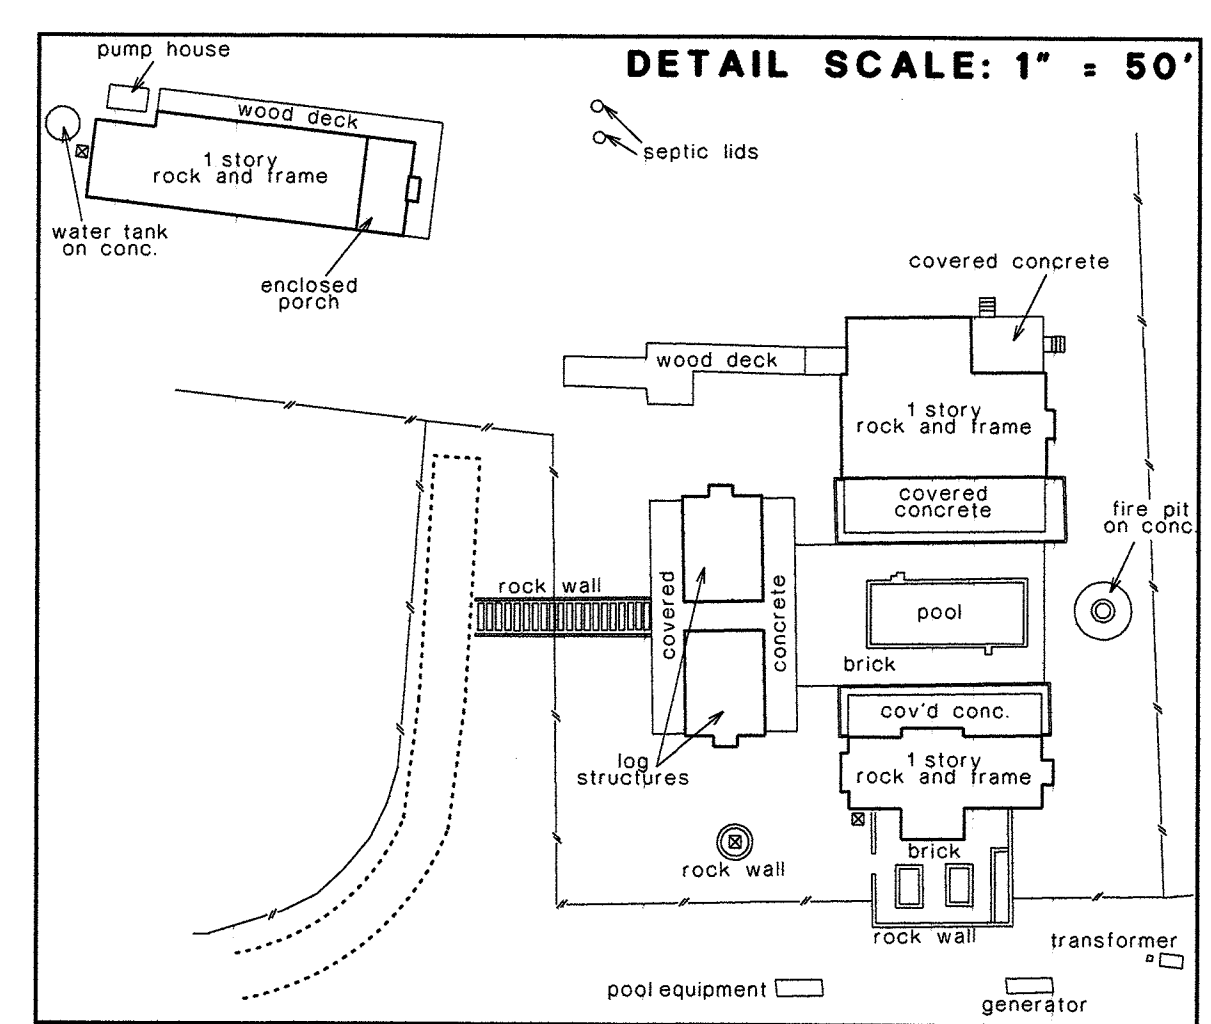 pump house
DETAIL SCALE: 1" = 50'
wood deck
septic lids
1 story
rock and frame
water tank
on conc.
enclosed
porch
covered concrete
wood deck
1 story
rock and frame
covered
concrete
fire pit
on conc.
rock wall
covered
concrete
pool
brick
cov'd conc.
log
structures
1 story
rock and frame
brick
rock wall
rock wall
transformer
pool equipment
generator